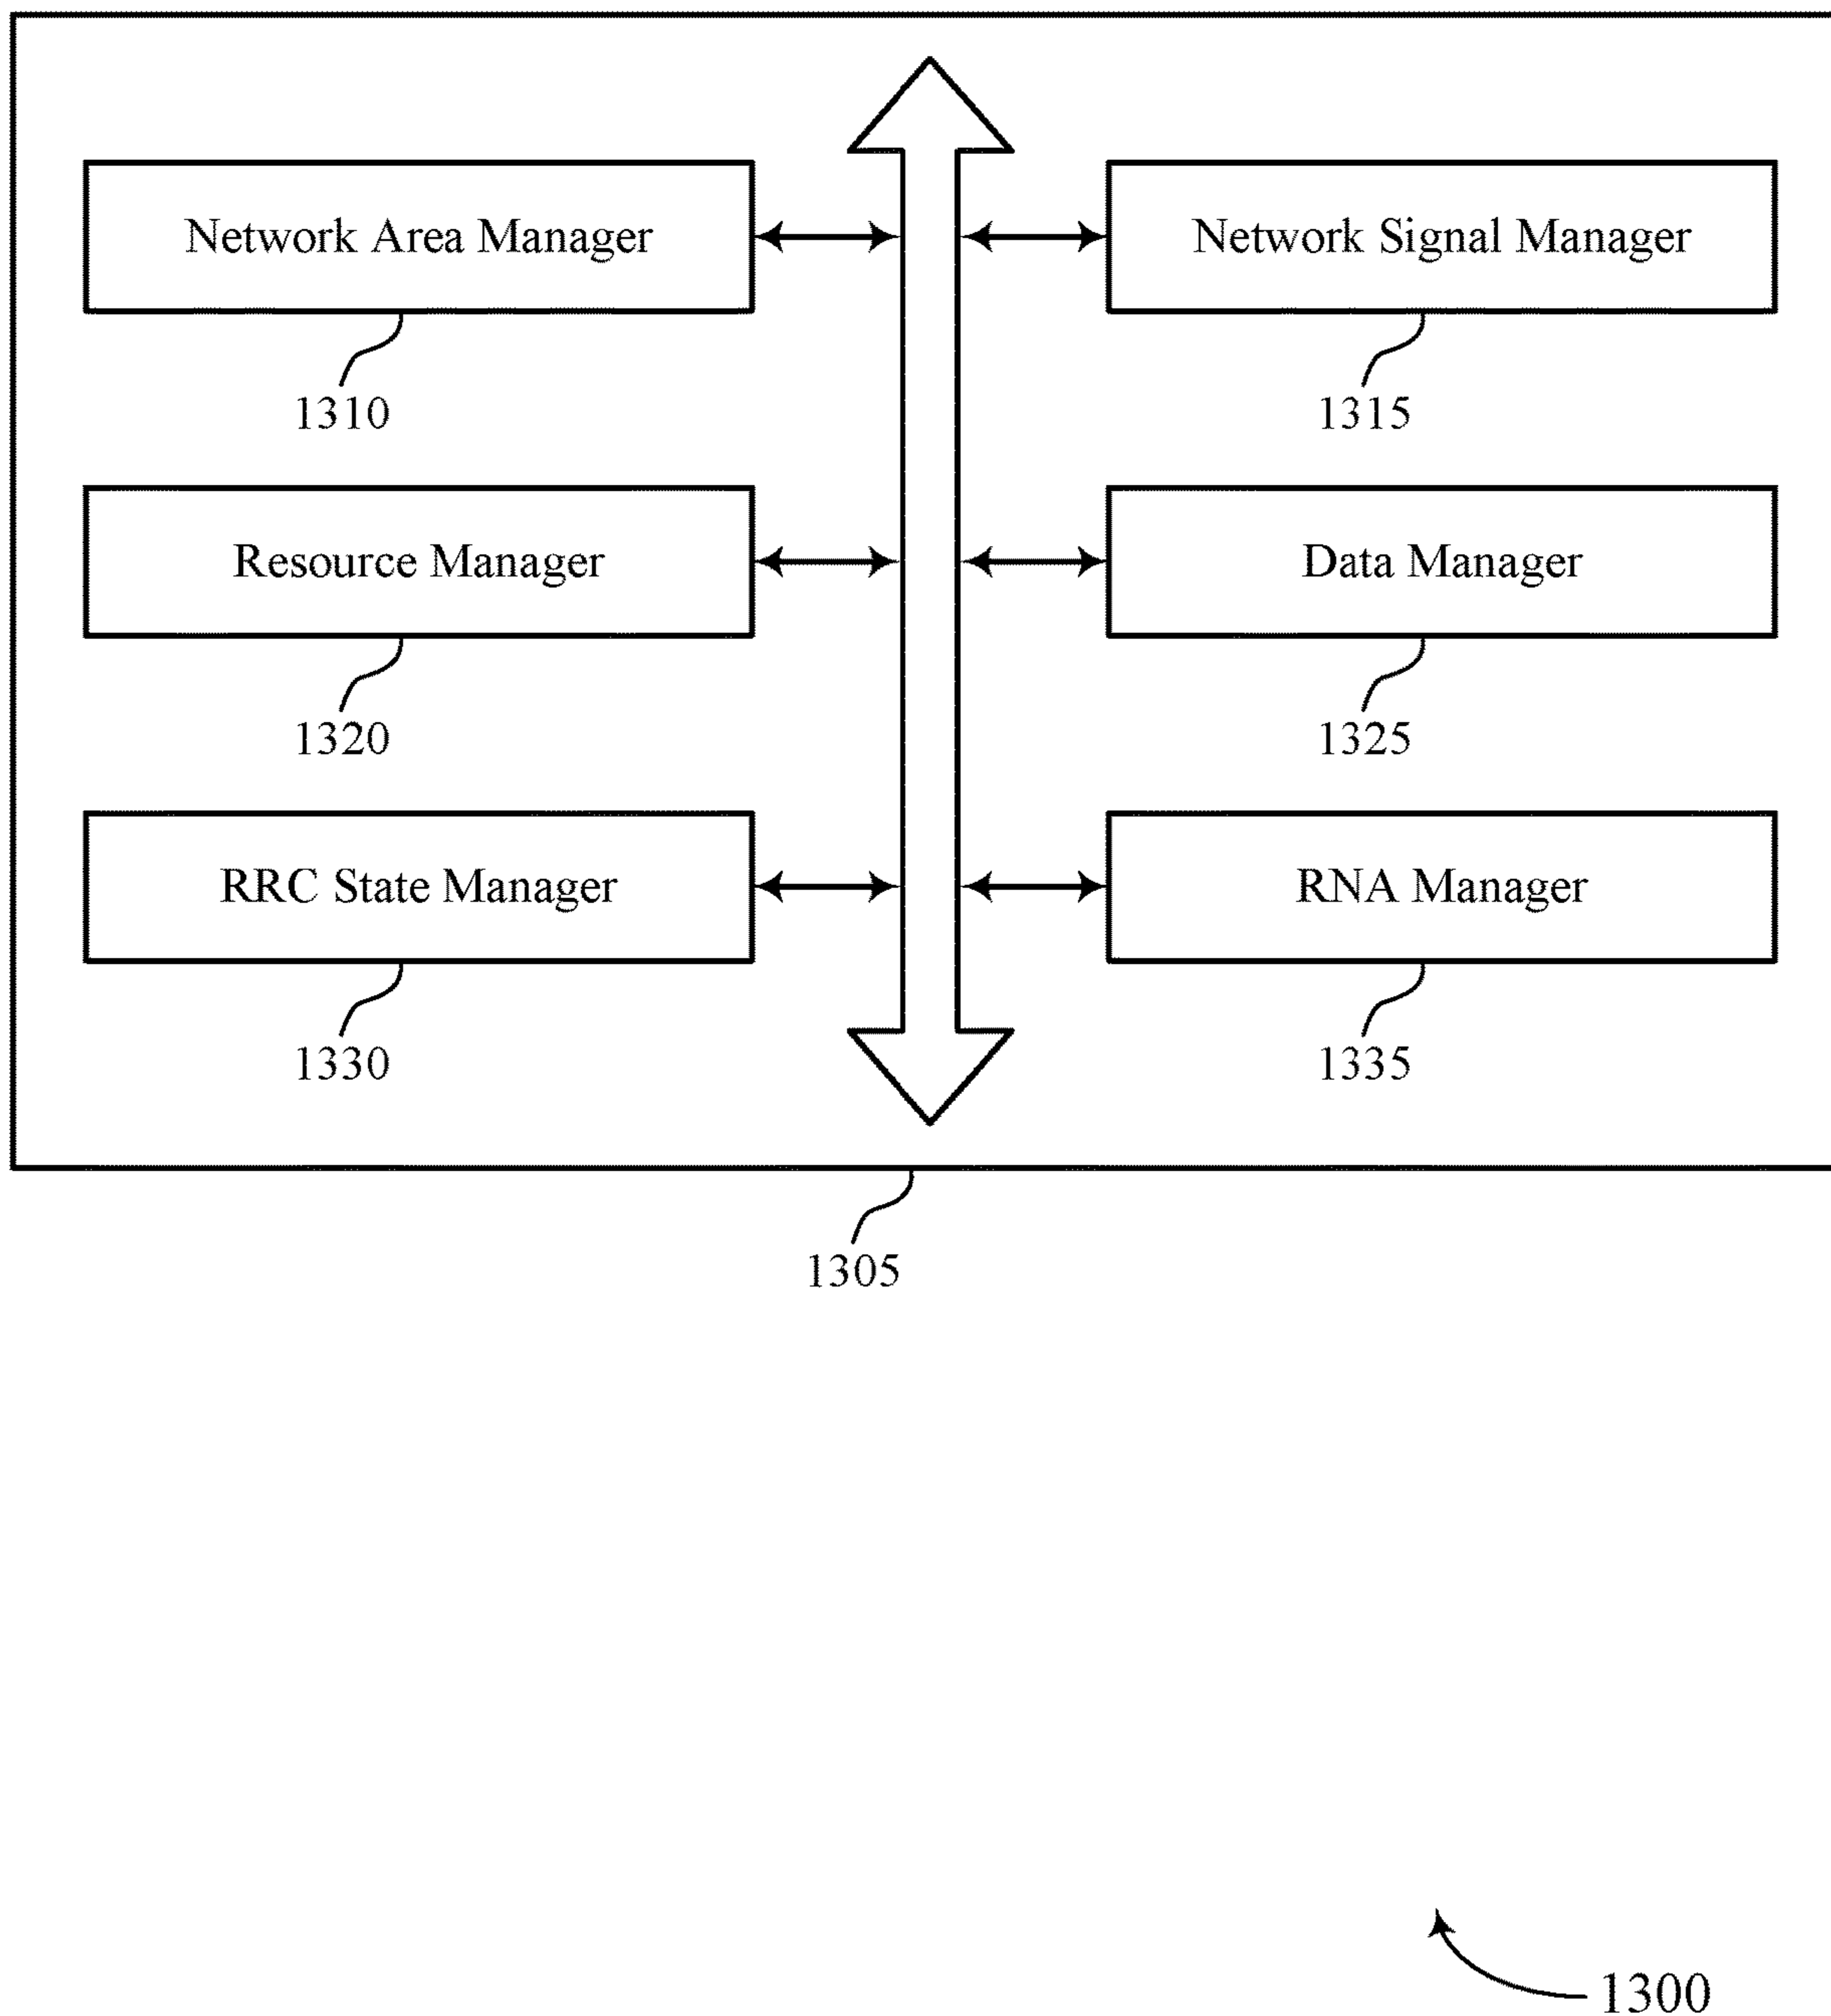 Network Area Manager
Network Signal Manager
1310
1315
Resource Manager
Data Manager
1320
1325
RRC State Manager
RNA Manager
1330
1335
1305
1300